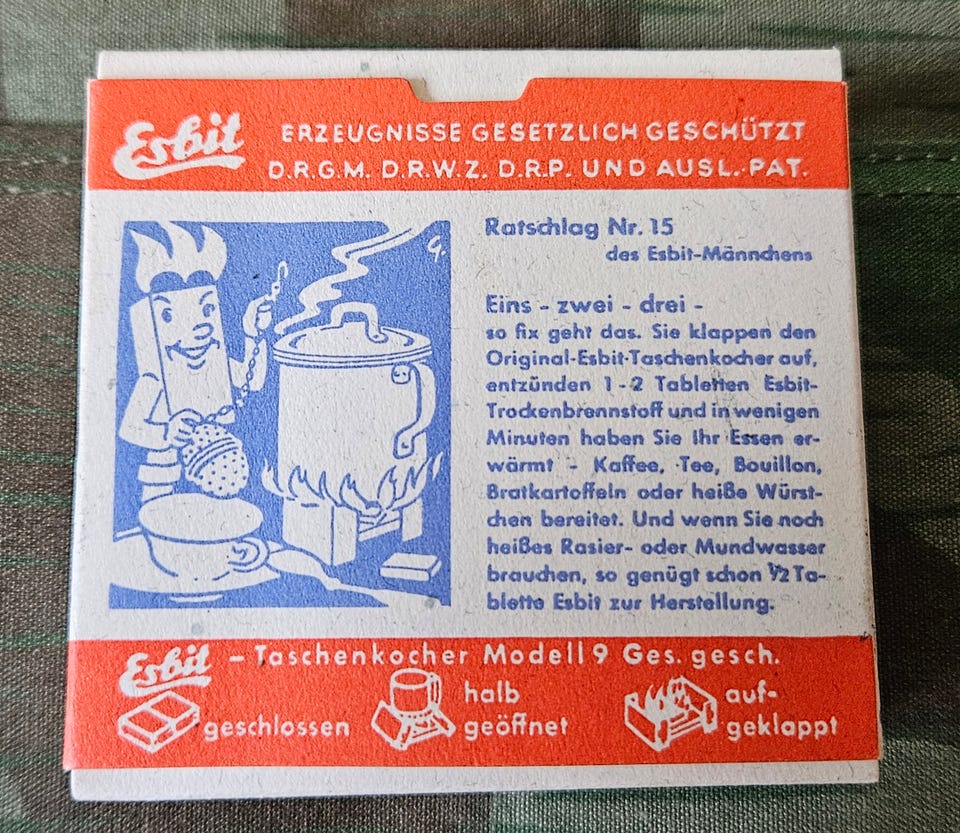 Esbit
ERZEUGNISSE GESETZLICH GESCHÜTZT
D.R.G.M. D.R.W.Z. D.R.P. UND AUSL.-PAT.
Ratschlag Nr. 15
des Esbit-Männchens
Eins - zwei - drei -
so fix geht das. Sie klappen den
Original-Esbit-Taschenkocher auf,
entzünden 1-2 Tabletten Esbit-
Trockenbrennstoff und in wenigen
Minuten haben Sie Ihr Essen er-
wärmt - Kaffee, Tee, Bouillon,
Bratkartoffeln oder heiße Würst-
chen bereitet. Und wenn Sie noch
heißes Rasier- oder Mundwasser
brauchen, so genügt schon ½ Ta-
blette Esbit zur Herstellung.
Esbit - Taschenkocher Modell 9 Ges. gesch.
geschlossen
halb
geöffnet
auf-
geklappt